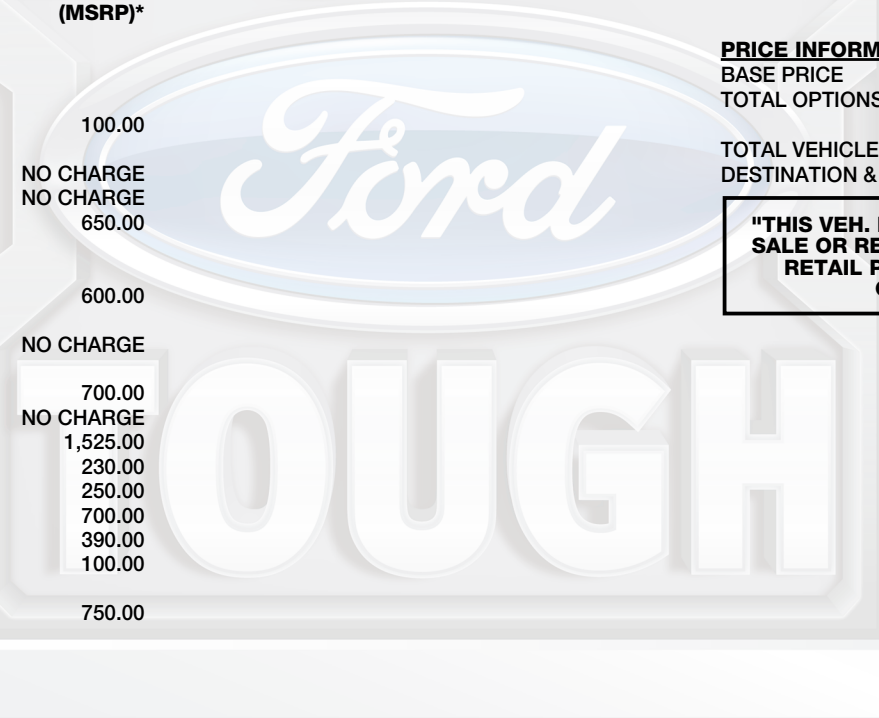 (MSRP)*
100.00
NO CHARGE
NO CHARGE
650.00
600.00
NO CHARGE
700.00
NO CHARGE
1,525.00
230.00
250.00
700.00
390.00
100.00
750.00
PRICE INFORM
BASE PRICE
TOTAL OPTIONS
TOTAL VEHICLE
DESTINATION &
"THIS VEH.
SALE OR RE
RETAIL P
Ford
TOUGH